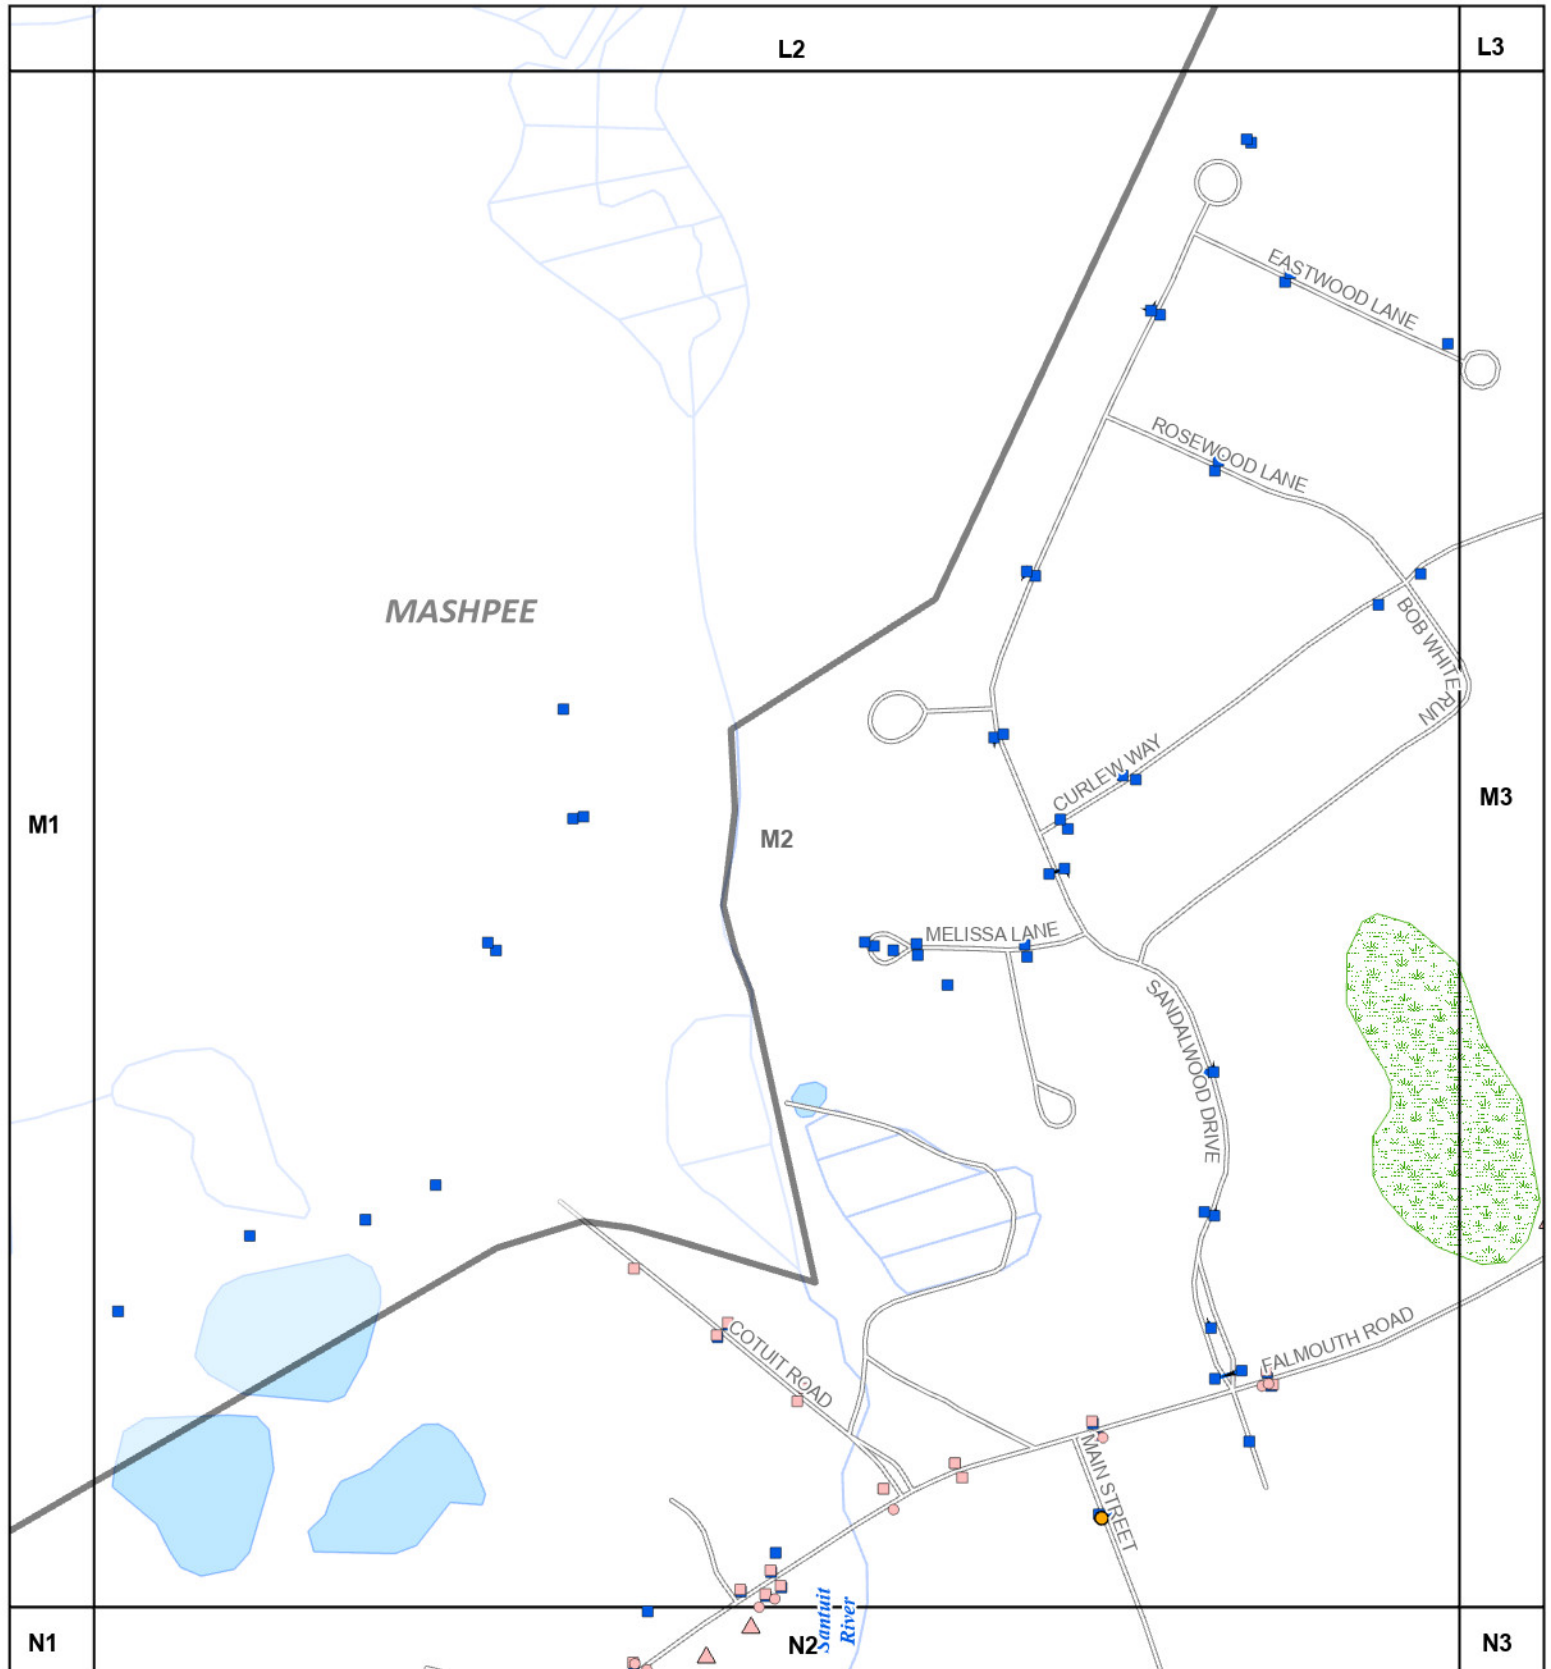 L2
L3
EASTWOOD LANE
ROSEWOOD LANE
MASHPEE
BOB WHITE RUN
CURLEW WAY
M1
M2
M3
MELISSA LANE
SANDALWOOD DRIVE
COTUIT ROAD
FALMOUTH ROAD
MAIN STREET
Santuit
River
N1
N2
N3